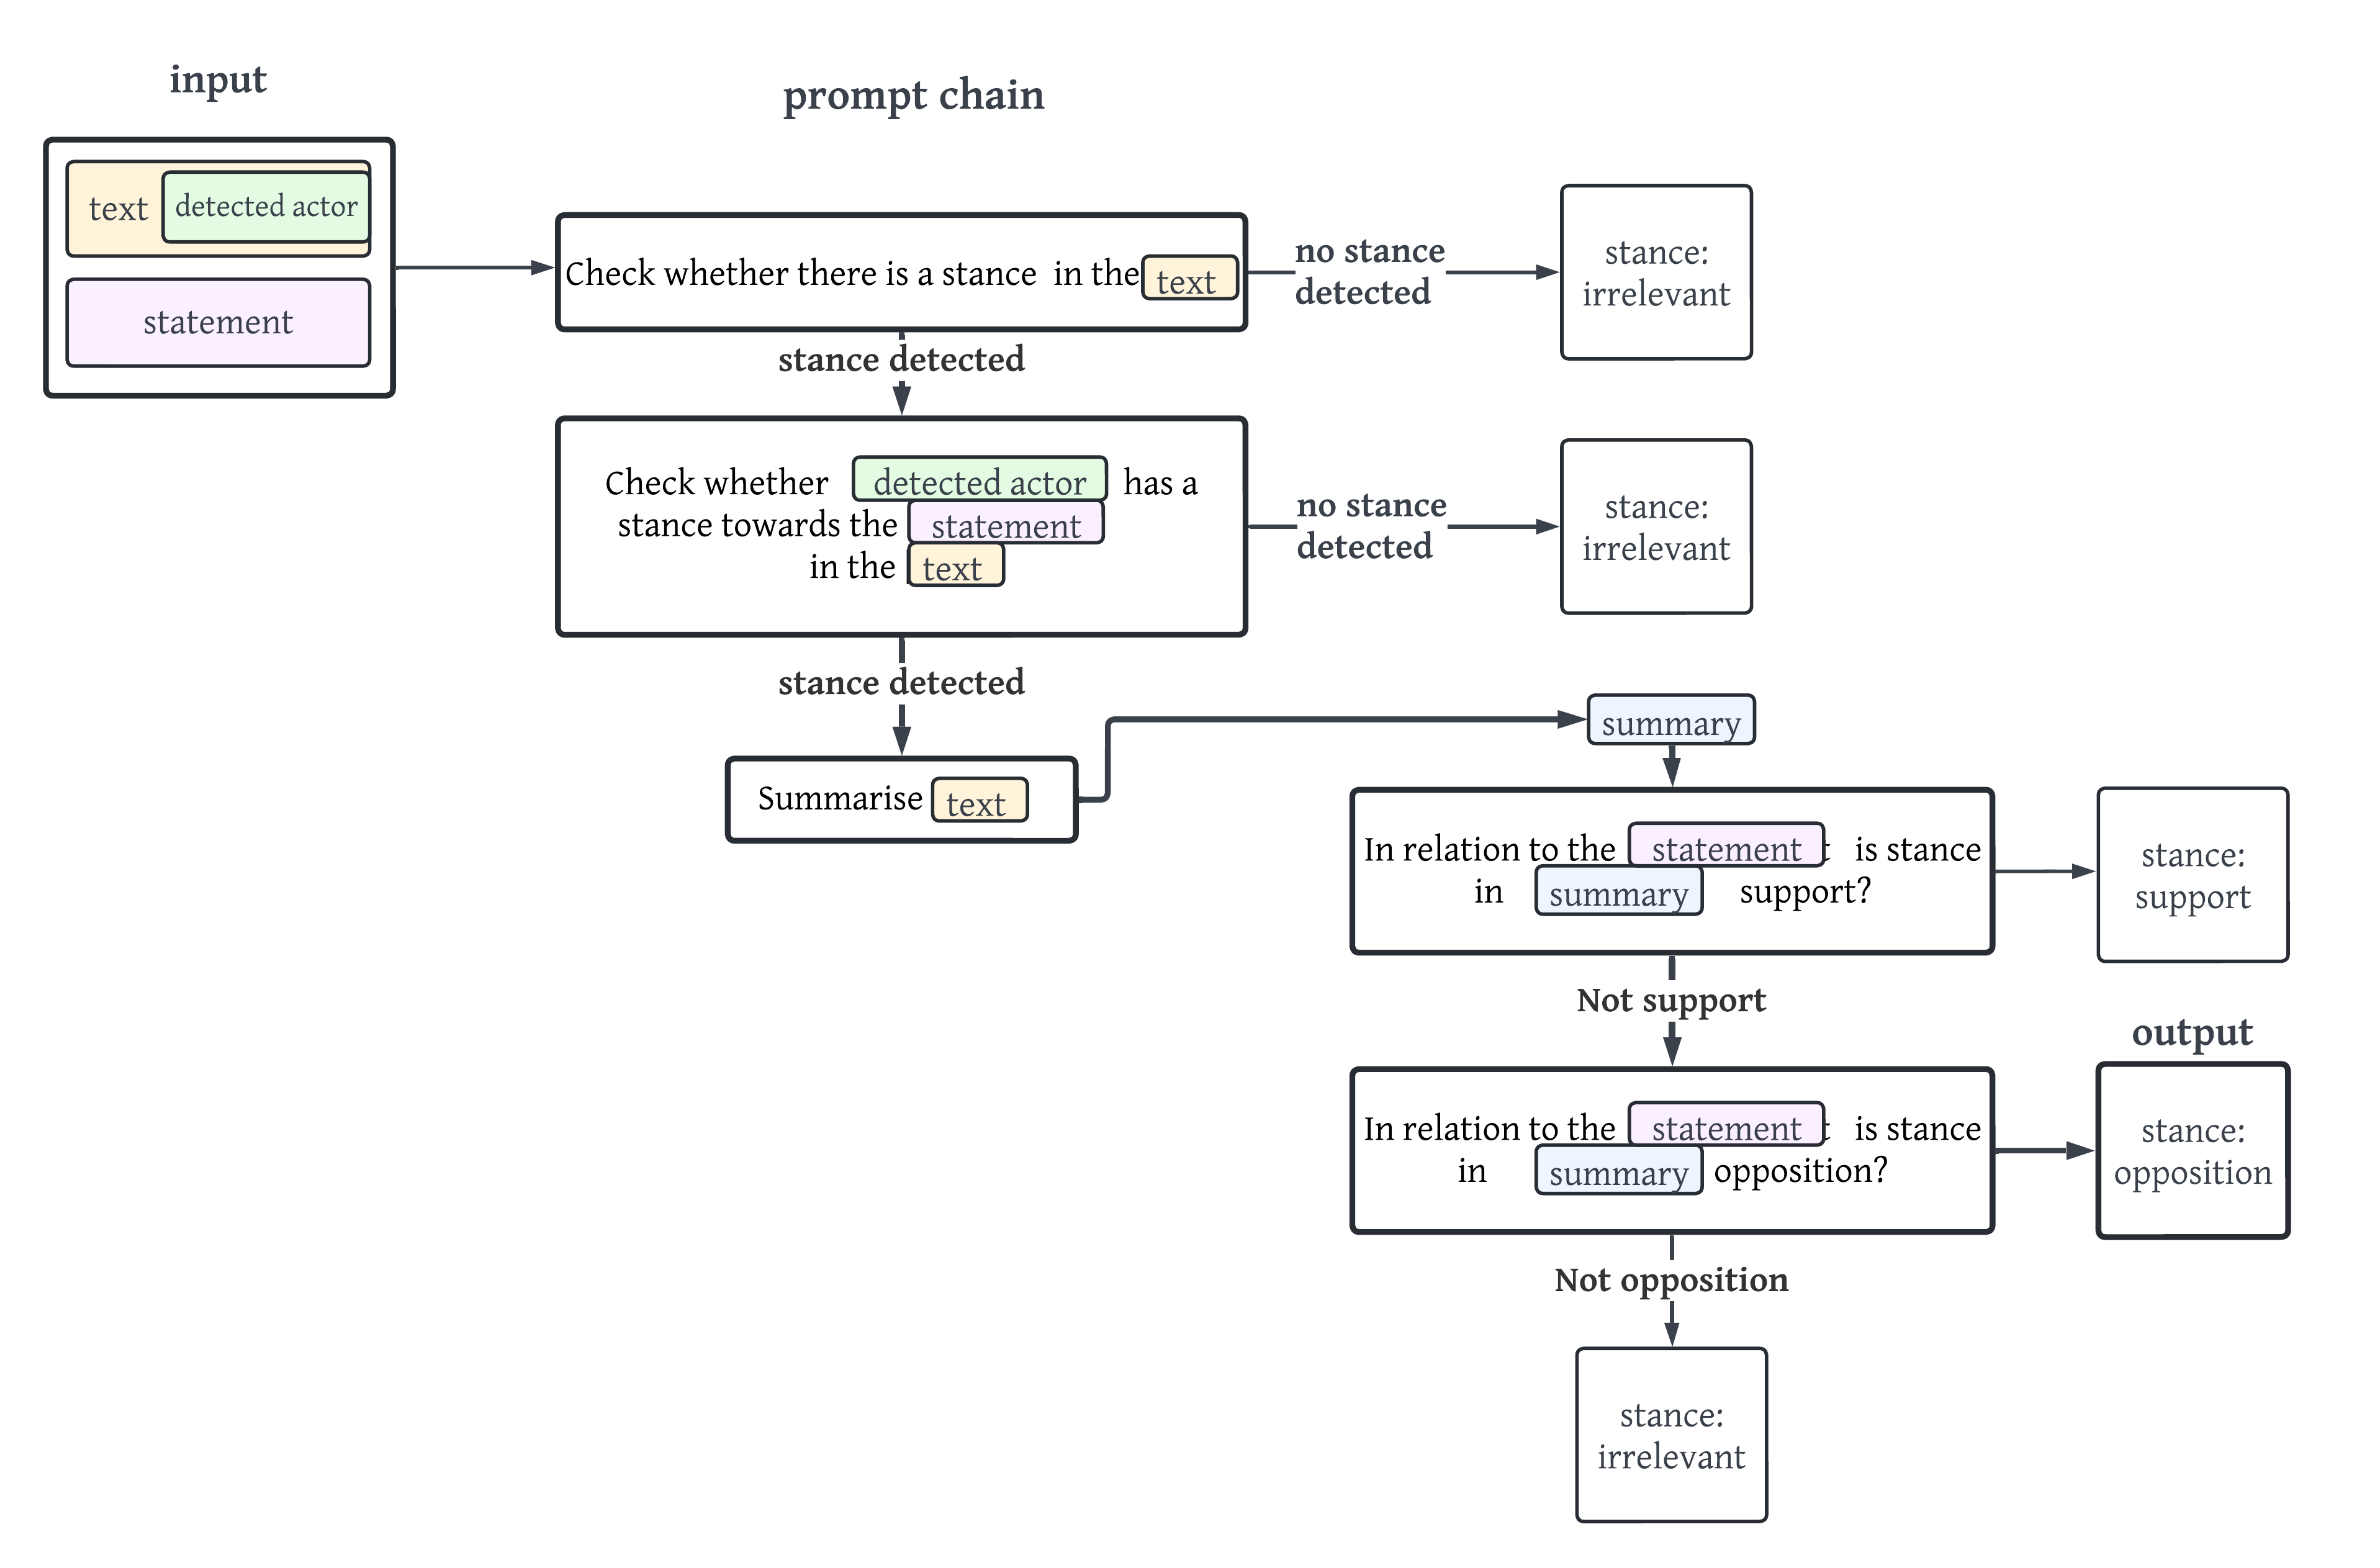 input
prompt chain
text detected actor
statement
Check whether there is a stance in the text
no stance
detected
stance:
irrelevant
stance detected
Check whether detected actor has a
stance towards the statement
in the text
no stance
detected
stance:
irrelevant
stance detected
Summarise text
summary
In relation to the statement t is stance
in summary support?
stance:
support
Not support
output
In relation to the statement t is stance
in summary opposition?
stance:
opposition
Not opposition
stance:
irrelevant